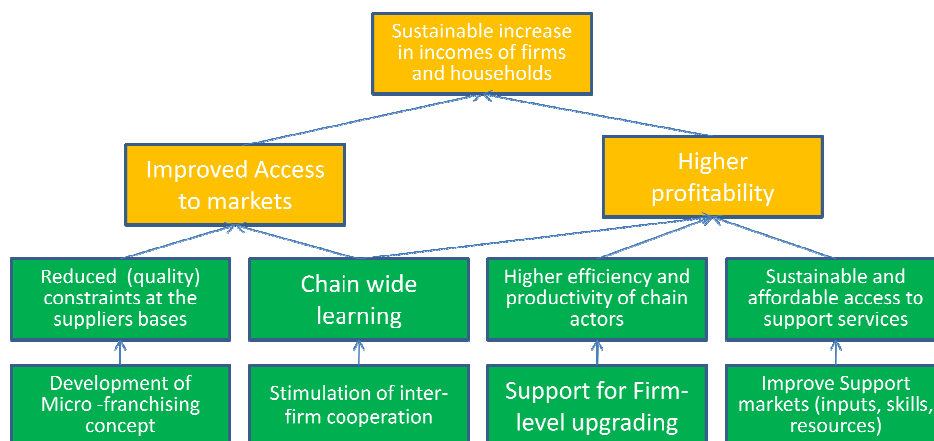 Sustainable increase
in incomes of firms
and households
Improved Access
to markets
Higher
profitability
Reduced (quality)
constraints at the
suppliers bases
Chain wide
learning
Higher efficiency and
productivity of chain
actors
Sustainable and
affordable access to
support services
Development of
Micro -franchising
concept
Stimulation of inter-
firm cooperation
Support for Firm-
level upgrading
Improve Support
markets (inputs, skills,
resources)